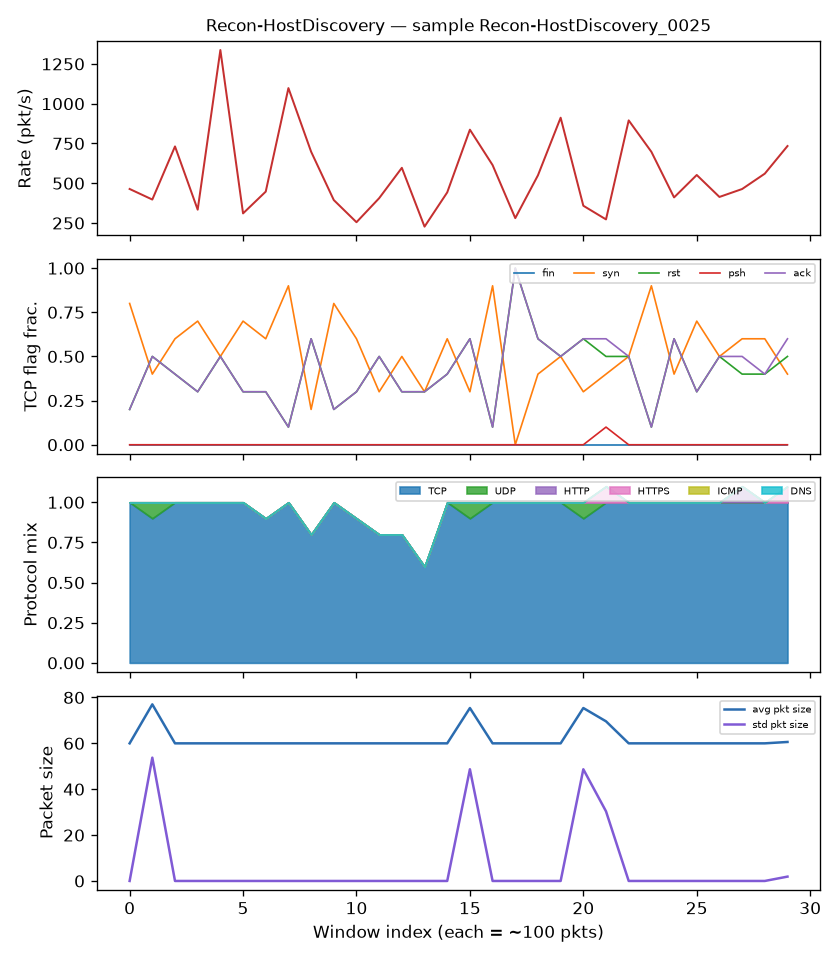 Recon-HostDiscovery — sample Recon-HostDiscovery_0025
Rate (pkt/s)
1250
1000
750
500
250
TCP flag frac.
1.00
0.75
0.50
0.25
0.00
fin syn rst psh ack
Protocol mix
1.00
0.75
0.50
0.25
0.00
TCP UDP HTTP HTTPS ICMP DNS
Packet size
80
60
40
20
0
avg pkt size
std pkt size
0 5 10 15 20 25 30
Window index (each = ~100 pkts)